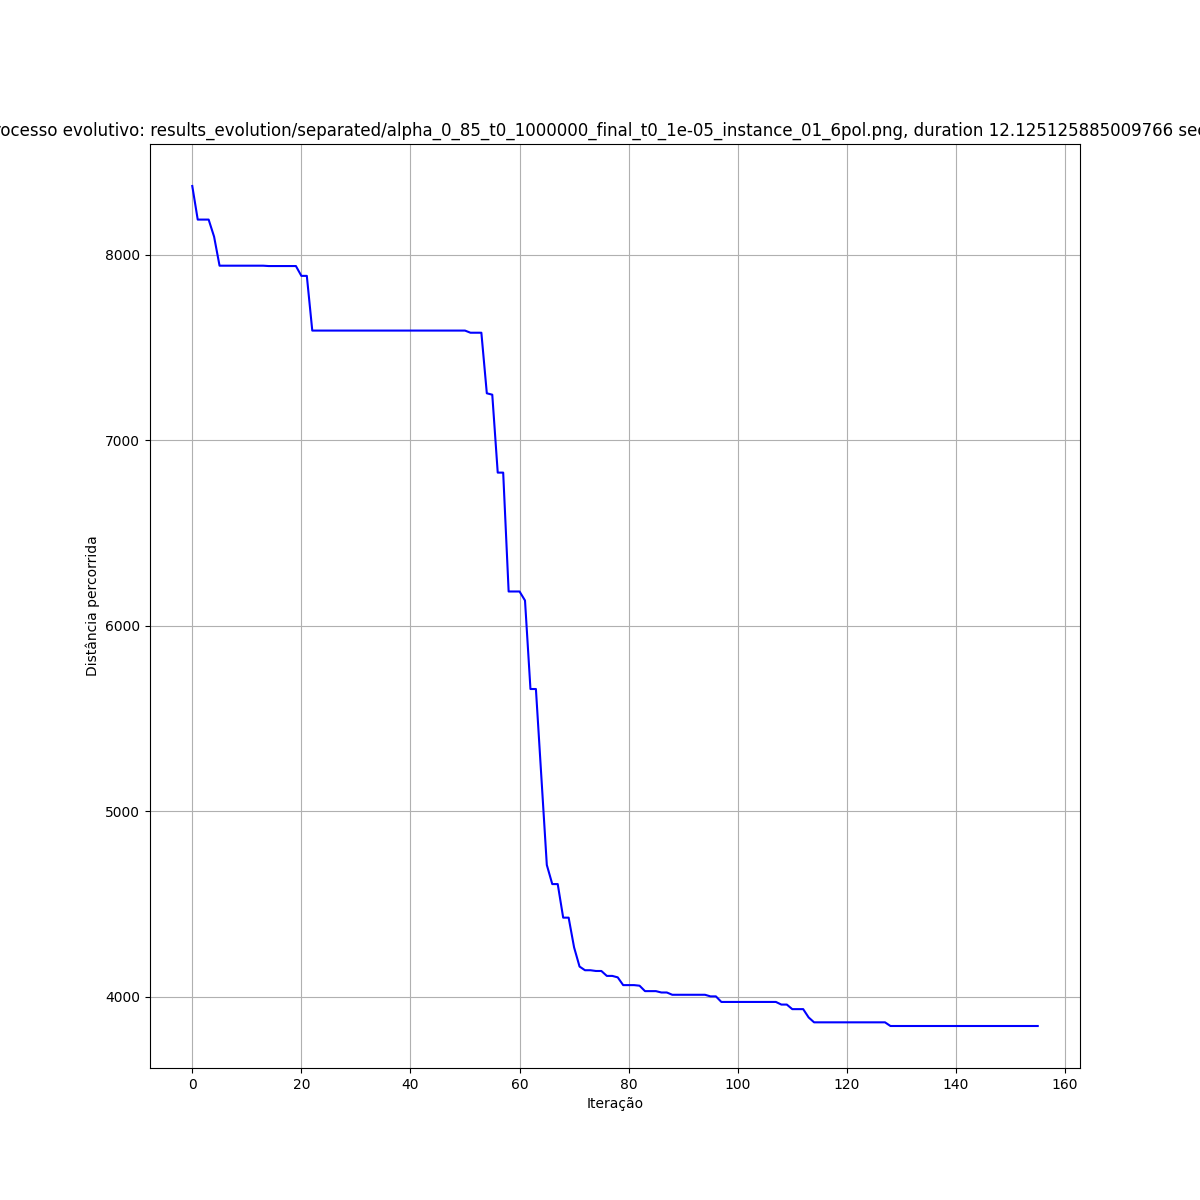 ocesso evolutivo: results_evolution/separated/alpha_0_85_t0_1000000_final_t0_1e-05_instance_01_6pol.png, duration 12.125125885009766 se
8000
7000
6000
5000
4000
Distância percorrida
0 20 40 60 80 100 120 140 160
Iteração